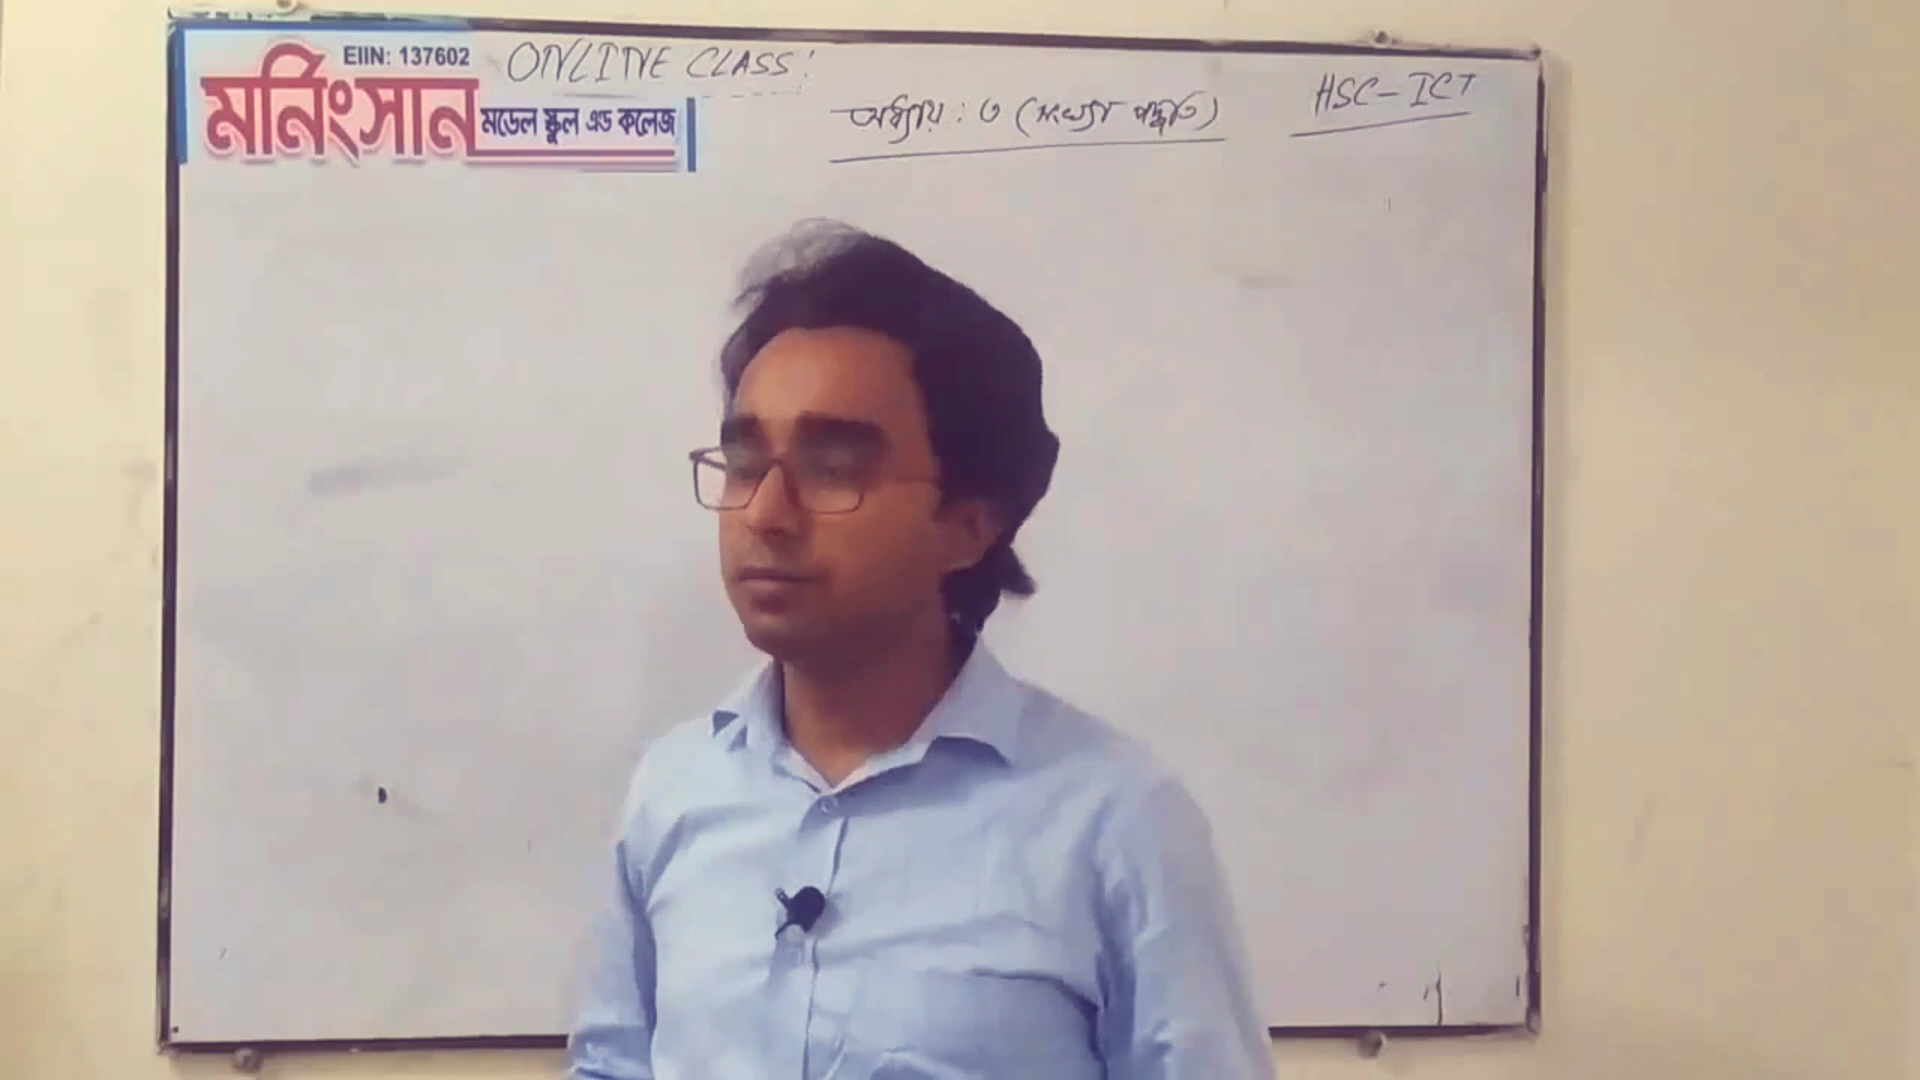 EIIN: 137602
মর্নিংসান মডেল স্কুল এন্ড কলেজ
ONLINE CLASS:
অধ্যায় : ৩ (সংখ্যা পদ্ধতি)
HSC-ICT